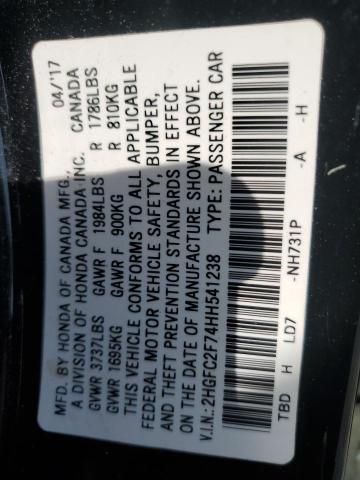 MFD. BY HONDA OF CANADA MFG., 04/'17
A DIVISION OF HONDA CANADA INC. CANADA
GVWR 3737LBS GAWR F 1984LBS R 1786LBS
GVWR 1695KG GAWR F 900KG R 810KG
THIS VEHICLE CONFORMS TO ALL APPLICABLE
FEDERAL MOTOR VEHICLE SAFETY, BUMPER,
AND THEFT PREVENTION STANDARDS IN EFFECT
ON THE DATE OF MANUFACTURE SHOWN ABOVE.
V.I.N.: 2HGFC2F74HH541238 TYPE: PASSENGER CAR
TBD H LD7 -NH731P -A -H